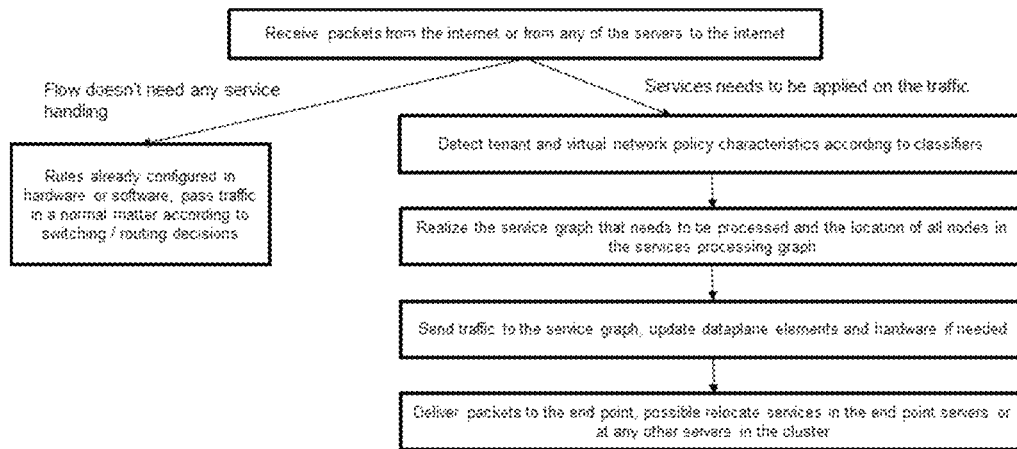 Receive packets from the internet or from any of the servers to the internet
Flow doesn't need any service
handling
Services needs to be applied on the traffic
Rules already configured in
hardware or software, pass traffic
in a normal matter according to
switching / routing decisions
Detect tenant and virtual network policy characteristics according to classifiers
Realize the service graph that needs to be processed and the location of all nodes in
the services processing graph
Send traffic to the service graph, update dataplane elements and hardware if needed
Deliver packets to the end point, possible relocate services in the end point servers or
at any other servers in the cluster